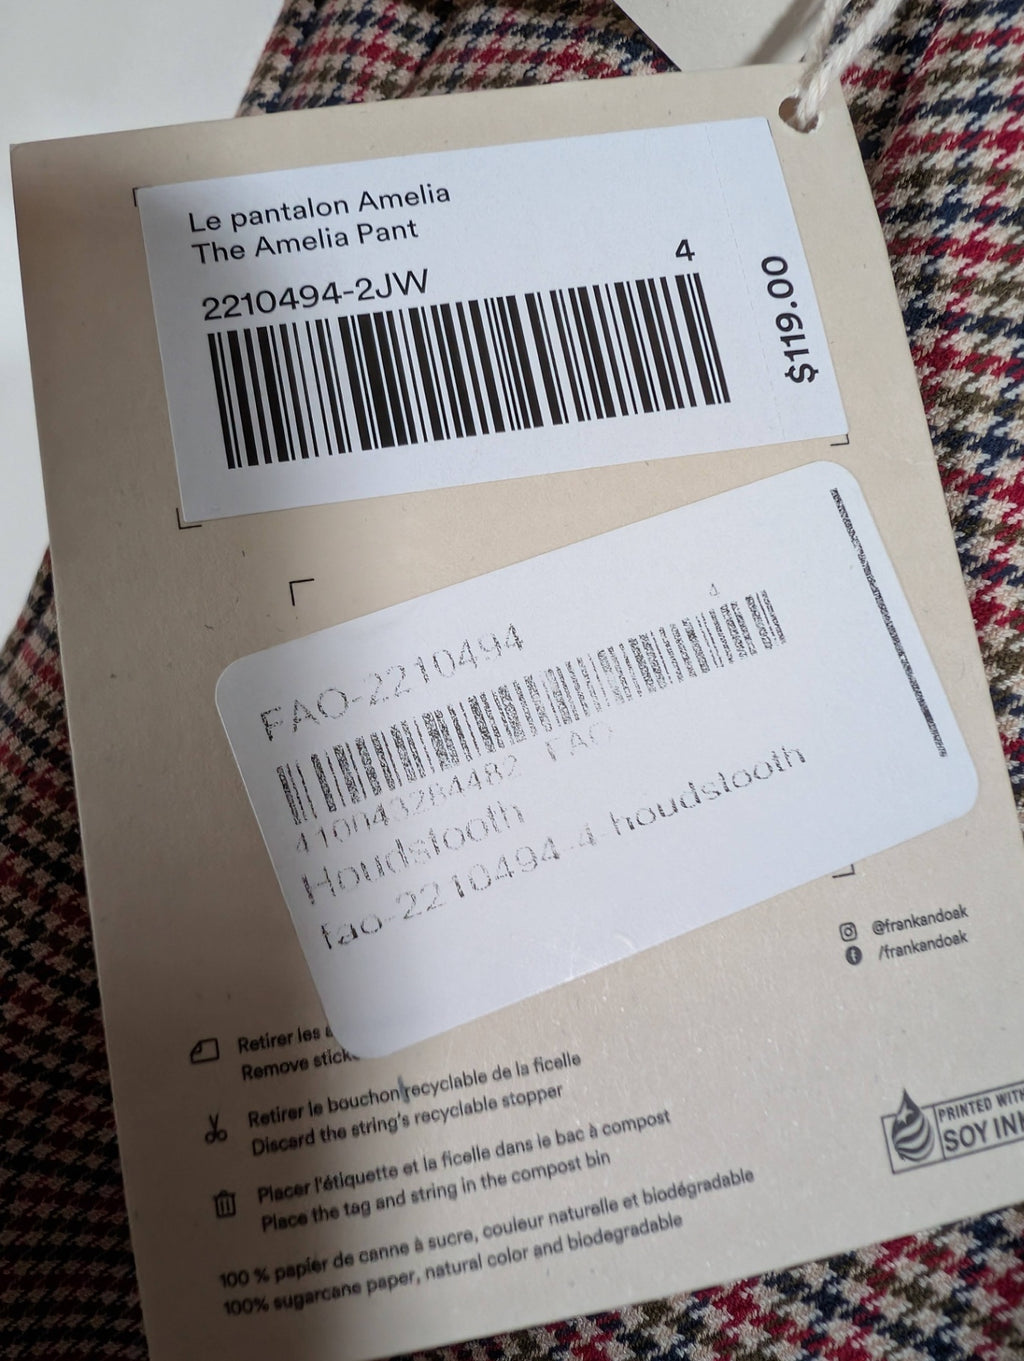 Le pantalon Amelia
The Amelia Pant
2210494-2JW
4
$119.00
FAO-2210494
4
410043284482 FAO
Houdstooth
fao-2210494-4-houdstooth
@frankandoak
/frankandoak
Retirer les
Remove
Retirer le bouchon recyclable de la ficelle
Discard the string's recyclable stopper
Placer l'étiquette et la ficelle dans le bac à compost
Place the tag and string in the compost bin
100 % papier de canne à sucre, couleur naturelle et biodégradable
100% sugarcane paper, natural color and biodegradable
PRINTED WITH
SOY